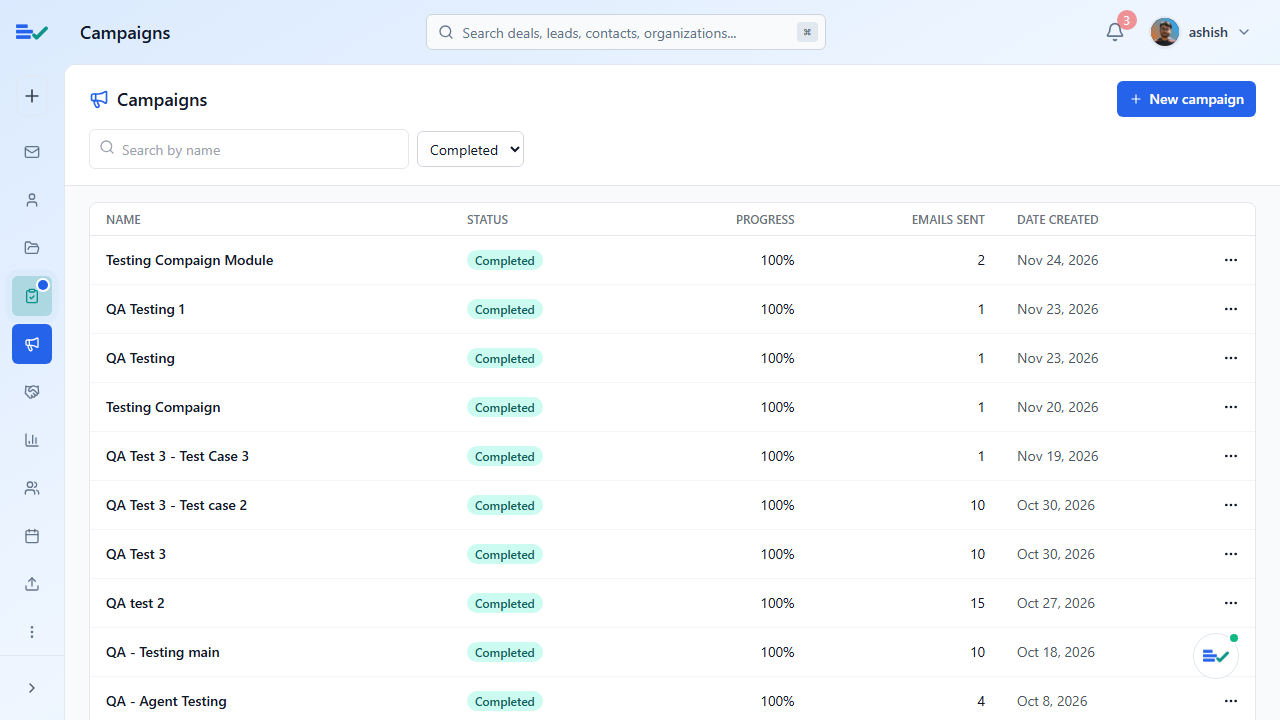 Campaigns
Search deals, leads, contacts, organizations...
⌘
3
ashish
Campaigns
New campaign
Search by name
Completed
NAME STATUS PROGRESS EMAILS SENT DATE CREATED
Testing Compaign Module Completed 100% 2 Nov 24, 2026
QA Testing 1 Completed 100% 1 Nov 23, 2026
QA Testing Completed 100% 1 Nov 23, 2026
Testing Compaign Completed 100% 1 Nov 20, 2026
QA Test 3 - Test Case 3 Completed 100% 1 Nov 19, 2026
QA Test 3 - Test case 2 Completed 100% 10 Oct 30, 2026
QA Test 3 Completed 100% 10 Oct 30, 2026
QA test 2 Completed 100% 15 Oct 27, 2026
QA - Testing main Completed 100% 10 Oct 18, 2026
QA - Agent Testing Completed 100% 4 Oct 8, 2026